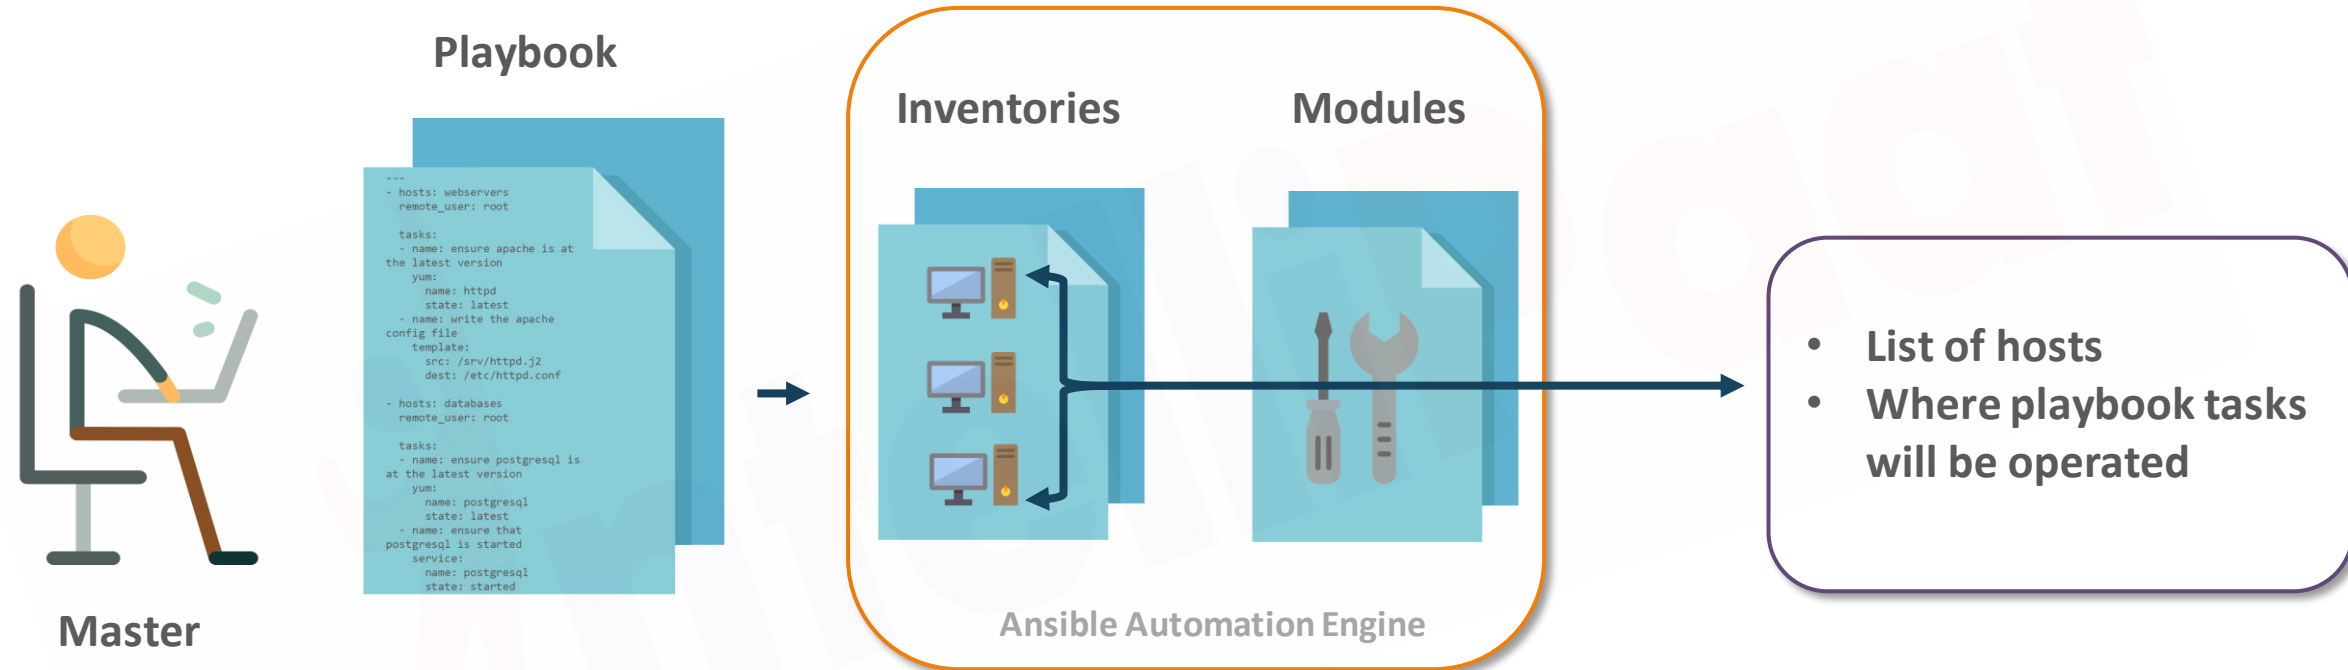 Playbook
---
- hosts: webservers
  remote_user: root
  tasks:
  - name: ensure apache is at
the latest version
    yum:
      name: httpd
      state: latest
  - name: write the apache
config file
    template:
      src: /srv/httpd.j2
      dest: /etc/httpd.conf
- hosts: databases
  remote_user: root
  tasks:
  - name: ensure postgresql is
at the latest version
    yum:
      name: postgresql
      state: latest
  - name: ensure that
postgresql is started
    service:
      name: postgresql
      state: started
Master
Inventories
Modules
Ansible Automation Engine
• List of hosts
• Where playbook tasks
will be operated
intelliPaat